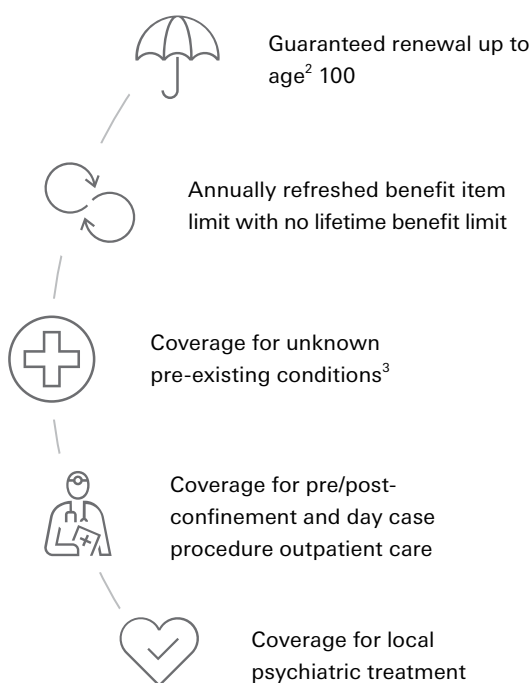 Guaranteed renewal up to
age² 100
Annually refreshed benefit item
limit with no lifetime benefit limit
Coverage for unknown
pre-existing conditions³
Coverage for pre/post-
confinement and day case
procedure outpatient care
Coverage for local
psychiatric treatment